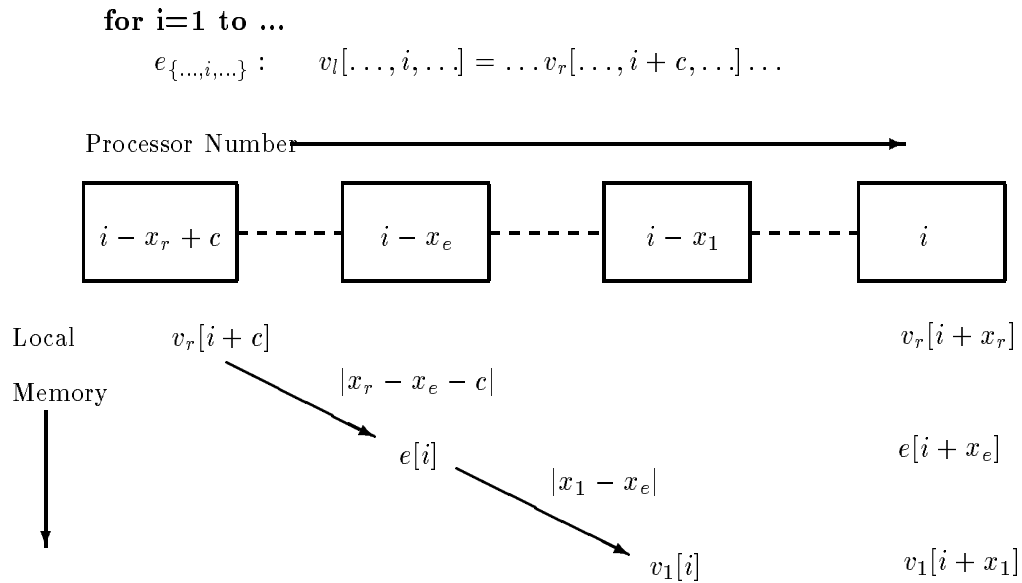 for i=1 to ...
e_{\{...,i,...\}} : v_l[..., i, ...] = ... v_r[..., i + c, ...] ...
Processor Number
i − x_r + c
i − x_e
i − x_1
i
Local
v_r[i + c]
v_r[i + x_r]
|x_r − x_e − c|
Memory
e[i]
e[i + x_e]
|x_1 − x_e|
v_1[i]
v_1[i + x_1]